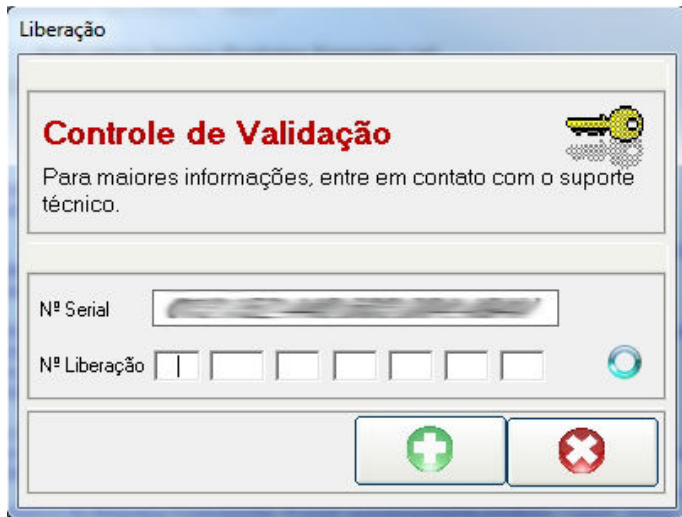 Liberação
Controle de Validação
Para maiores informações, entre em contato com o suporte
técnico.
Nº Serial
Nº Liberação